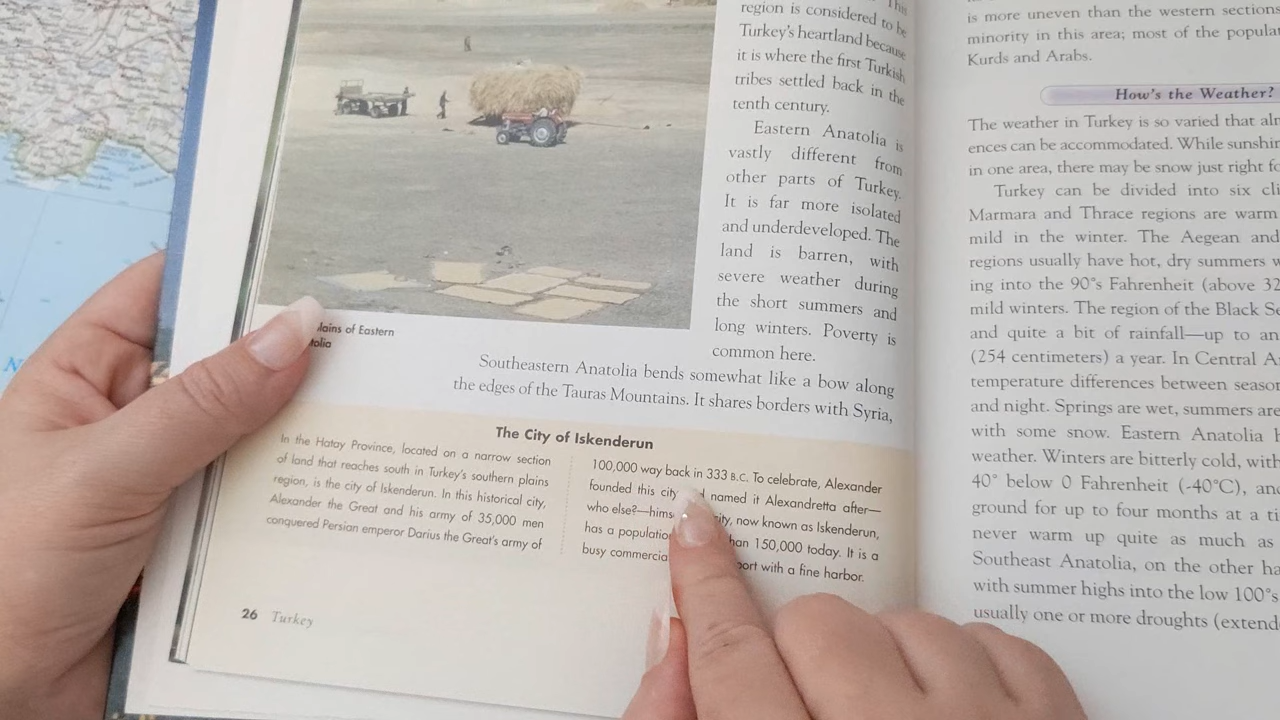 region is considered to be
Turkey's heartland because
it is where the first Turkish
tribes settled back in the
tenth century.
Eastern Anatolia is
vastly different from
other parts of Turkey.
It is far more isolated
and underdeveloped. The
land is barren, with
severe weather during
the short summers and
long winters. Poverty is
common here.
lains of Eastern
tolia
Southeastern Anatolia bends somewhat like a bow along
the edges of the Tauras Mountains. It shares borders with Syria,
The City of Iskenderun
In the Hatay Province, located on a narrow section
of land that reaches south in Turkey's southern plains
region, is the city of Iskenderun. In this historical city,
Alexander the Great and his army of 35,000 men
conquered Persian emperor Darius the Great's army of
100,000 way back in 333 B.C. To celebrate, Alexander
founded this city named it Alexandretta after—
who else?—hims ity, now known as Iskenderun,
has a population han 150,000 today. It is a
busy commercia port with a fine harbor.
26 Turkey
is more uneven than the western sections
minority in this area; most of the popula
Kurds and Arabs.
How's the Weather?
The weather in Turkey is so varied that al
ences can be accommodated. While sunshin
in one area, there may be snow just right fo
Turkey can be divided into six cli
Marmara and Thrace regions are warm
mild in the winter. The Aegean and
regions usually have hot, dry summers w
ing into the 90°s Fahrenheit (above 32
mild winters. The region of the Black Se
and quite a bit of rainfall—up to an
(254 centimeters) a year. In Central A
temperature differences between season
and night. Springs are wet, summers are
with some snow. Eastern Anatolia h
weather. Winters are bitterly cold, with
40° below 0 Fahrenheit (-40°C), an
ground for up to four months at a ti
never warm up quite as much as
Southeast Anatolia, on the other ha
with summer highs into the low 100°s
usually one or more droughts (extend